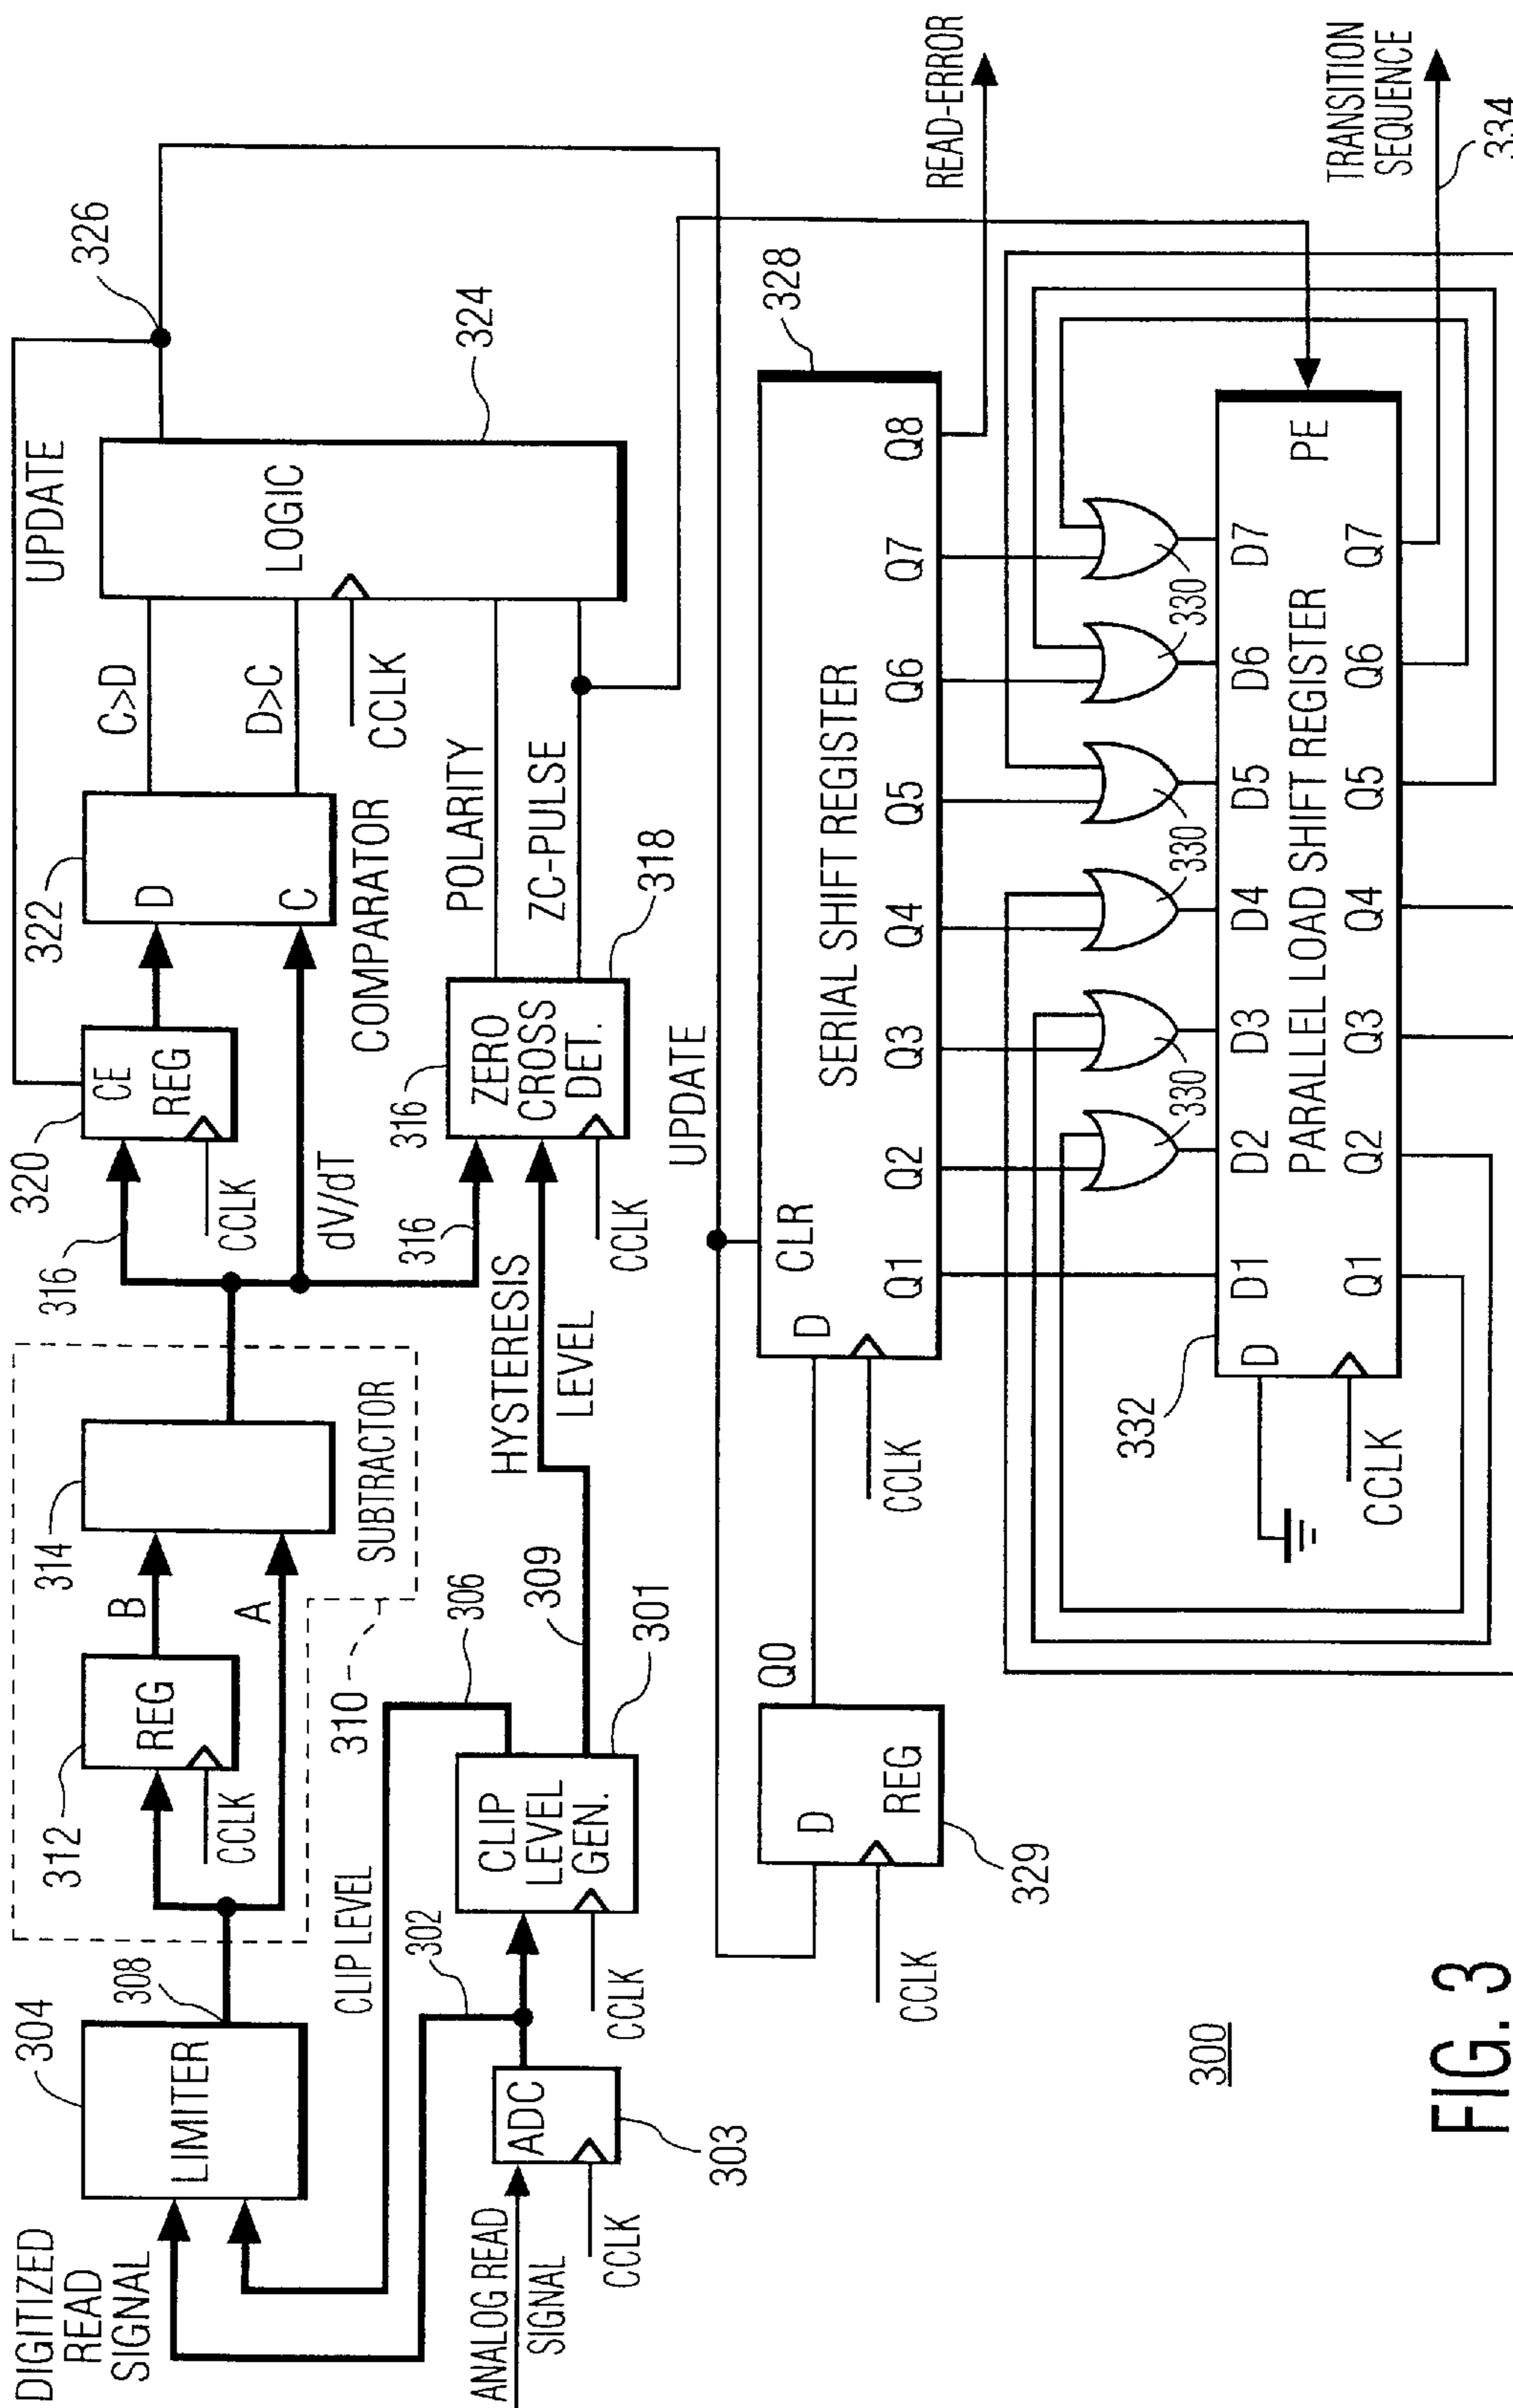 DIGITIZED
READ
SIGNAL
304
LIMITER
308
312
REG
CCLK
B
A
314
SUBTRACTOR
310
316
320
CE
REG
CCLK
dV/dT
322
D
C
COMPARATOR
C>D
D>C
UPDATE
LOGIC
CCLK
324
326
ANALOG READ
SIGNAL
ADC
CCLK
303
302
CLIP LEVEL
CLIP
LEVEL
GEN.
CCLK
301
306
309
HYSTERESIS
LEVEL
316
316
ZERO
CROSS
DET.
CCLK
318
POLARITY
ZC-PULSE
UPDATE
D
REG
CCLK
329
Q0
D
CLR
CCLK
SERIAL SHIFT REGISTER
328
Q1
Q2
Q3
Q4
Q5
Q6
Q7
Q8
READ-ERROR
330
330
330
330
332
D
CCLK
D1
D2
D3
D4
D5
D6
D7
PE
PARALLEL LOAD SHIFT REGISTER
Q1
Q2
Q3
Q4
Q5
Q6
Q7
TRANSITION
SEQUENCE
334
300
FIG. 3